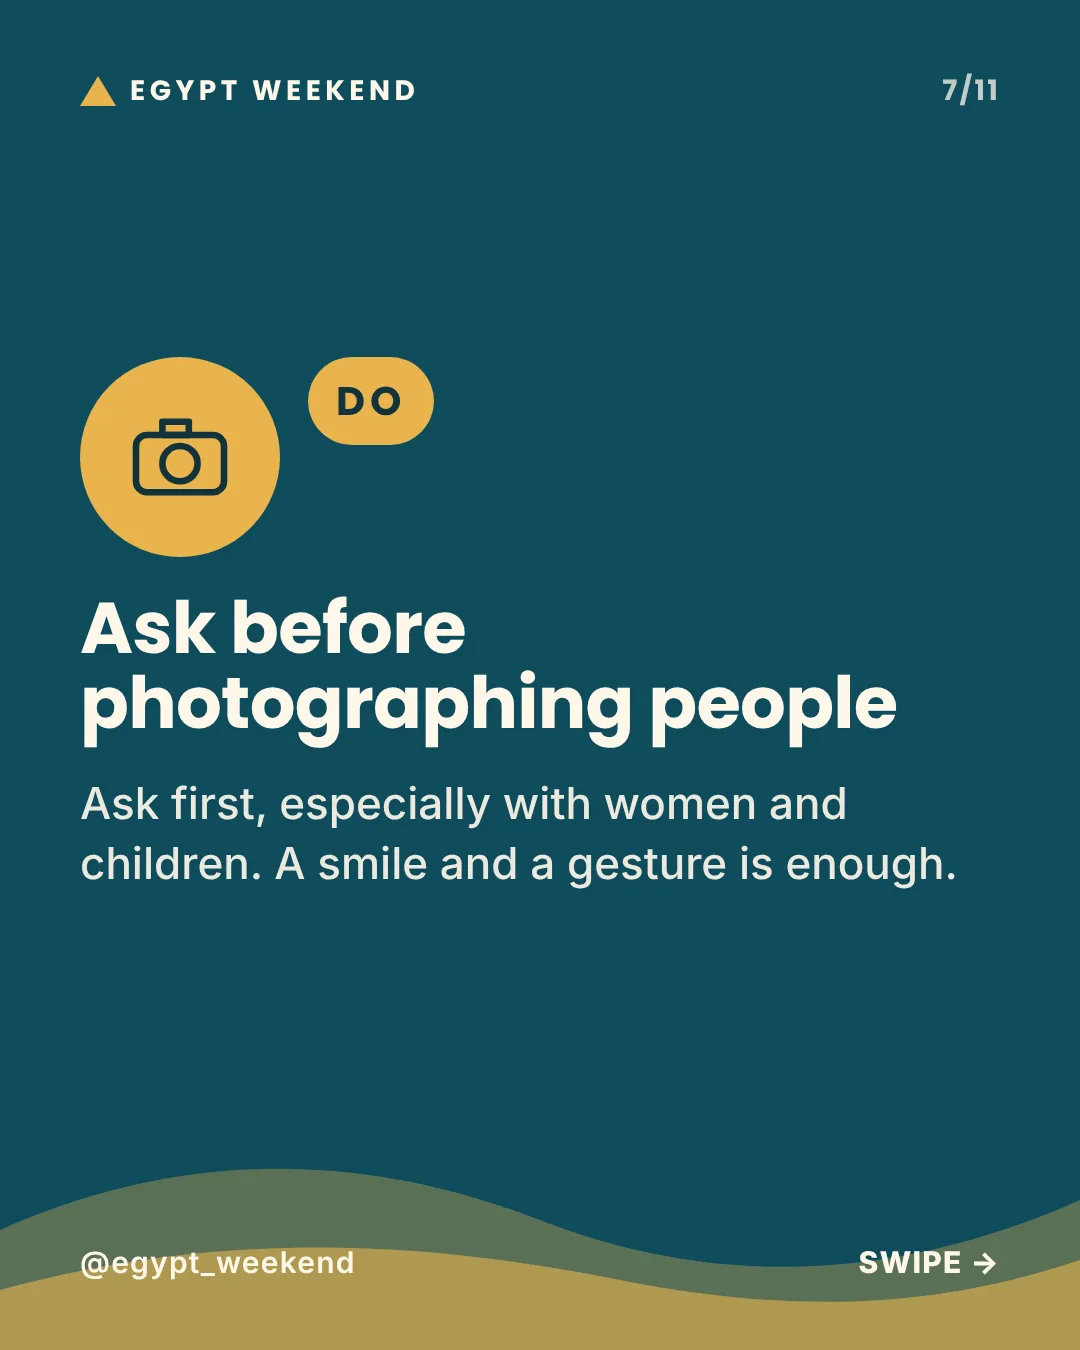 EGYPT WEEKEND
7/11
DO
Ask before
photographing people
Ask first, especially with women and
children. A smile and a gesture is enough.
@egypt_weekend
SWIPE →